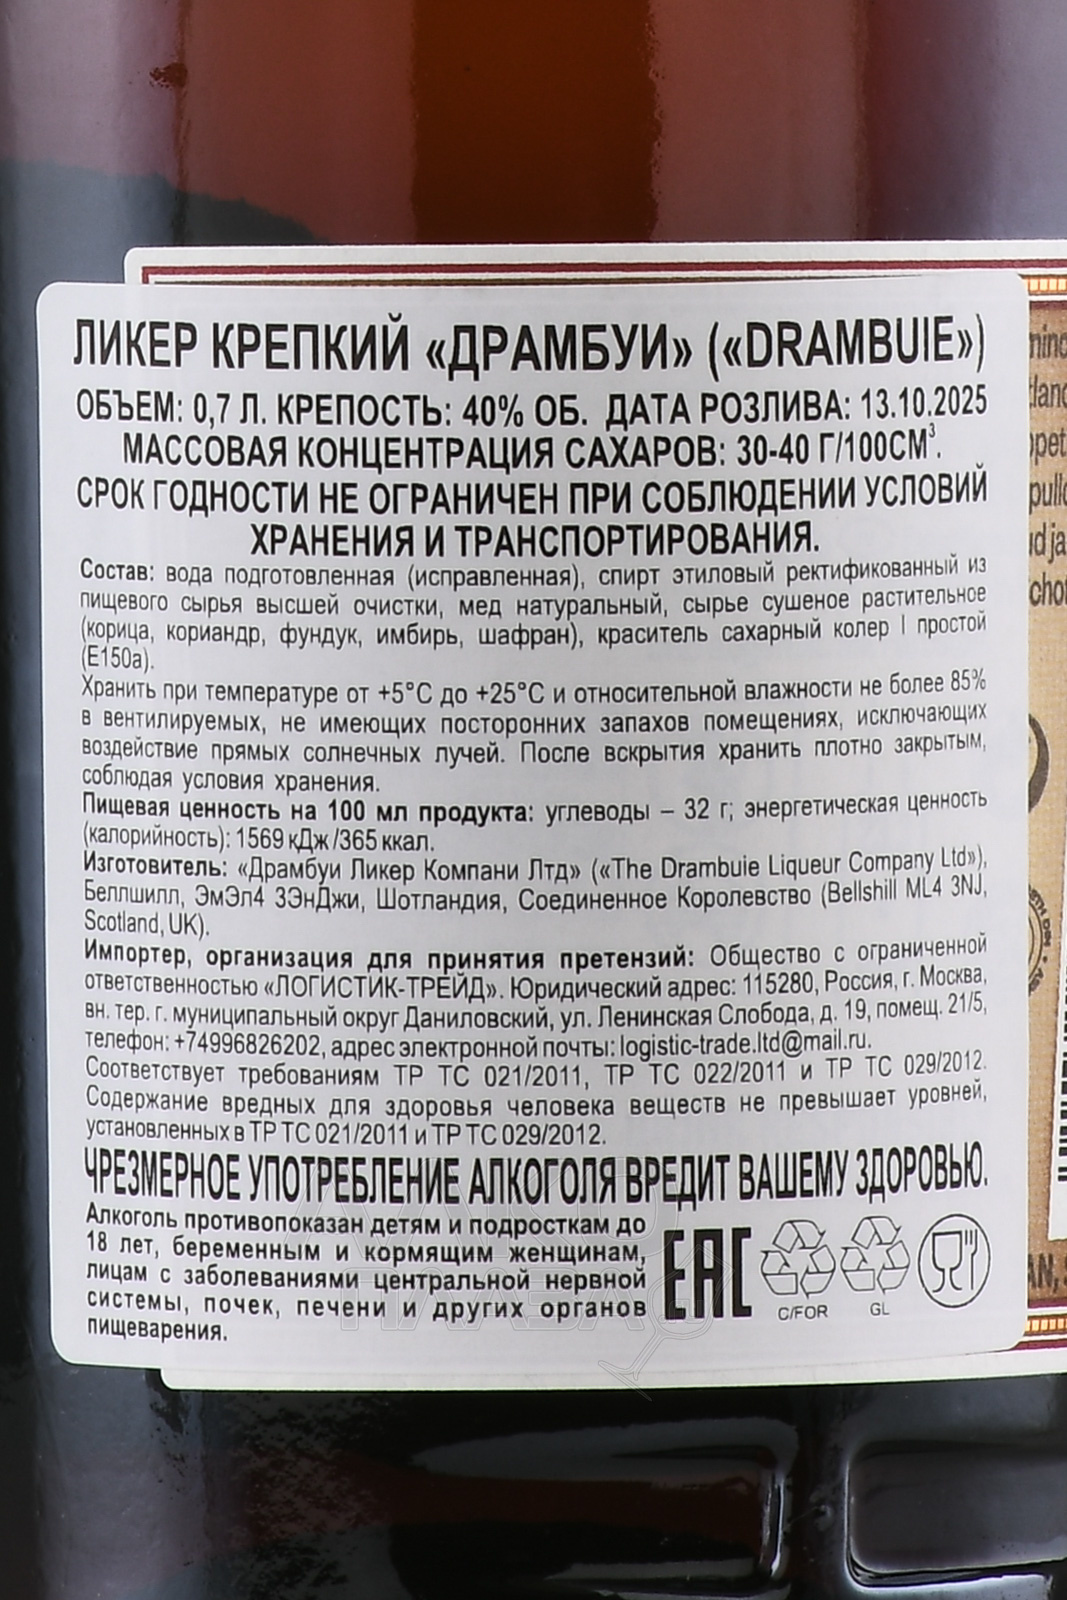 ЛИКЕР КРЕПКИЙ «ДРАМБУИ» («DRAMBUIE»)
ОБЪЕМ: 0,7 Л. КРЕПОСТЬ: 40% ОБ. ДАТА РОЗЛИВА: 13.10.2025
МАССОВАЯ КОНЦЕНТРАЦИЯ САХАРОВ: 30-40 Г/100СМ³.
СРОК ГОДНОСТИ НЕ ОГРАНИЧЕН ПРИ СОБЛЮДЕНИИ УСЛОВИЙ
ХРАНЕНИЯ И ТРАНСПОРТИРОВАНИЯ.
Состав: вода подготовленная (исправленная), спирт этиловый ректификованный из
пищевого сырья высшей очистки, мед натуральный, сырье сушеное растительное
(корица, кориандр, фундук, имбирь, шафран), краситель сахарный колер I простой
(Е150а).
Хранить при температуре от +5°С до +25°С и относительной влажности не более 85%
в вентилируемых, не имеющих посторонних запахов помещениях, исключающих
воздействие прямых солнечных лучей. После вскрытия хранить плотно закрытым,
соблюдая условия хранения.
Пищевая ценность на 100 мл продукта: углеводы – 32 г; энергетическая ценность
(калорийность): 1569 кДж /365 ккал.
Изготовитель: «Драмбуи Ликер Компани Лтд» («The Drambuie Liqueur Company Ltd»),
Беллшилл, ЭмЭл4 3ЭнДжи, Шотландия, Соединенное Королевство (Bellshill ML4 3NJ,
Scotland, UK).
Импортер, организация для принятия претензий: Общество с ограниченной
ответственностью «ЛОГИСТИК-ТРЕЙД». Юридический адрес: 115280, Россия, г. Москва,
вн. тер. г. муниципальный округ Даниловский, ул. Ленинская Слобода, д. 19, помещ. 21/5,
телефон: +74996826202, адрес электронной почты: logistic-trade.ltd@mail.ru.
Соответствует требованиям ТР ТС 021/2011, ТР ТС 022/2011 и ТР ТС 029/2012.
Содержание вредных для здоровья человека веществ не превышает уровней,
установленных в ТР ТС 021/2011 и ТР ТС 029/2012.
ЧРЕЗМЕРНОЕ УПОТРЕБЛЕНИЕ АЛКОГОЛЯ ВРЕДИТ ВАШЕМУ ЗДОРОВЬЮ.
Алкоголь противопоказан детям и подросткам до
18 лет, беременным и кормящим женщинам,
лицам с заболеваниями центральной нервной
системы, почек, печени и других органов
пищеварения.
ЕАС
C/FOR
GL